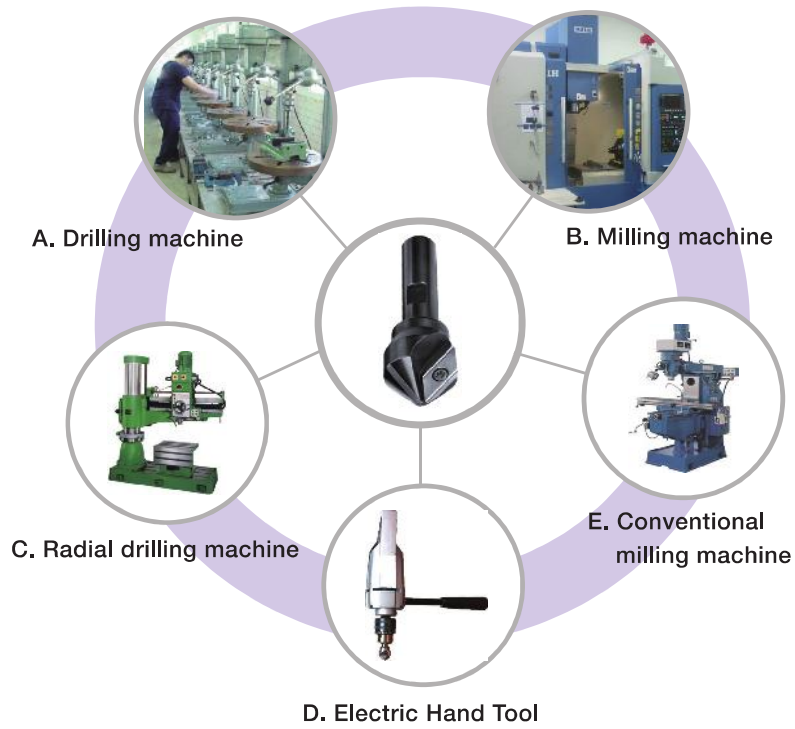 A. Drilling machine
B. Milling machine
C. Radial drilling machine
D. Electric Hand Tool
E. Conventional
milling machine